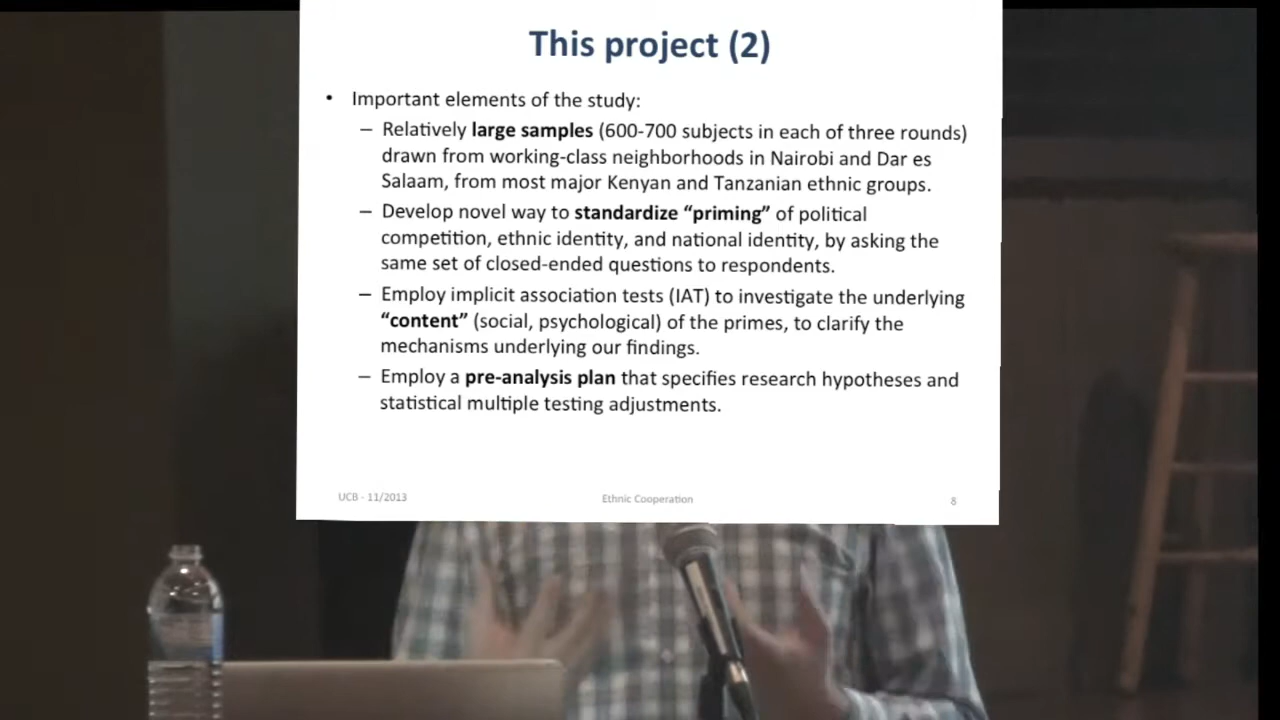 This project (2)
• Important elements of the study:
– Relatively large samples (600-700 subjects in each of three rounds)
drawn from working-class neighborhoods in Nairobi and Dar es
Salaam, from most major Kenyan and Tanzanian ethnic groups.
– Develop novel way to standardize “priming” of political
competition, ethnic identity, and national identity, by asking the
same set of closed-ended questions to respondents.
– Employ implicit association tests (IAT) to investigate the underlying
“content” (social, psychological) of the primes, to clarify the
mechanisms underlying our findings.
– Employ a pre-analysis plan that specifies research hypotheses and
statistical multiple testing adjustments.
UCB - 11/2013 Ethnic Cooperation 8